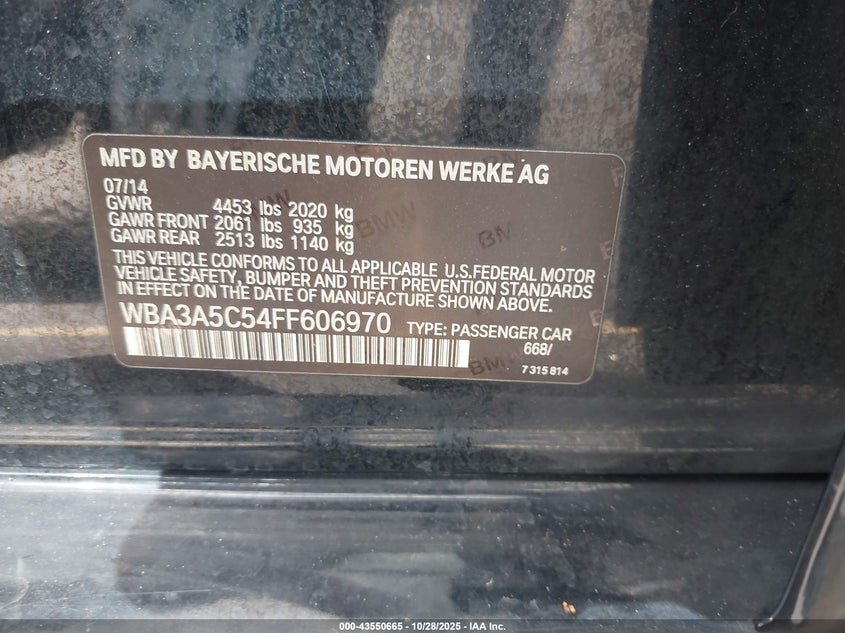 MFD BY BAYERISCHE MOTOREN WERKE AG
07/14
GVWR 4453 lbs 2020 kg
GAWR FRONT 2061 lbs 935 kg
GAWR REAR 2513 lbs 1140 kg
THIS VEHICLE CONFORMS TO ALL APPLICABLE U.S.FEDERAL MOTOR
VEHICLE SAFETY, BUMPER AND THEFT PREVENTION STANDARDS
IN EFFECT ON THE DATE OF MANUFACTURE SHOWN ABOVE.
WBA3A5C54FF606970 TYPE: PASSENGER CAR
668/
7 315 814
BMW
BMW
000-43550665 - 10/28/2025 - IAA Inc.